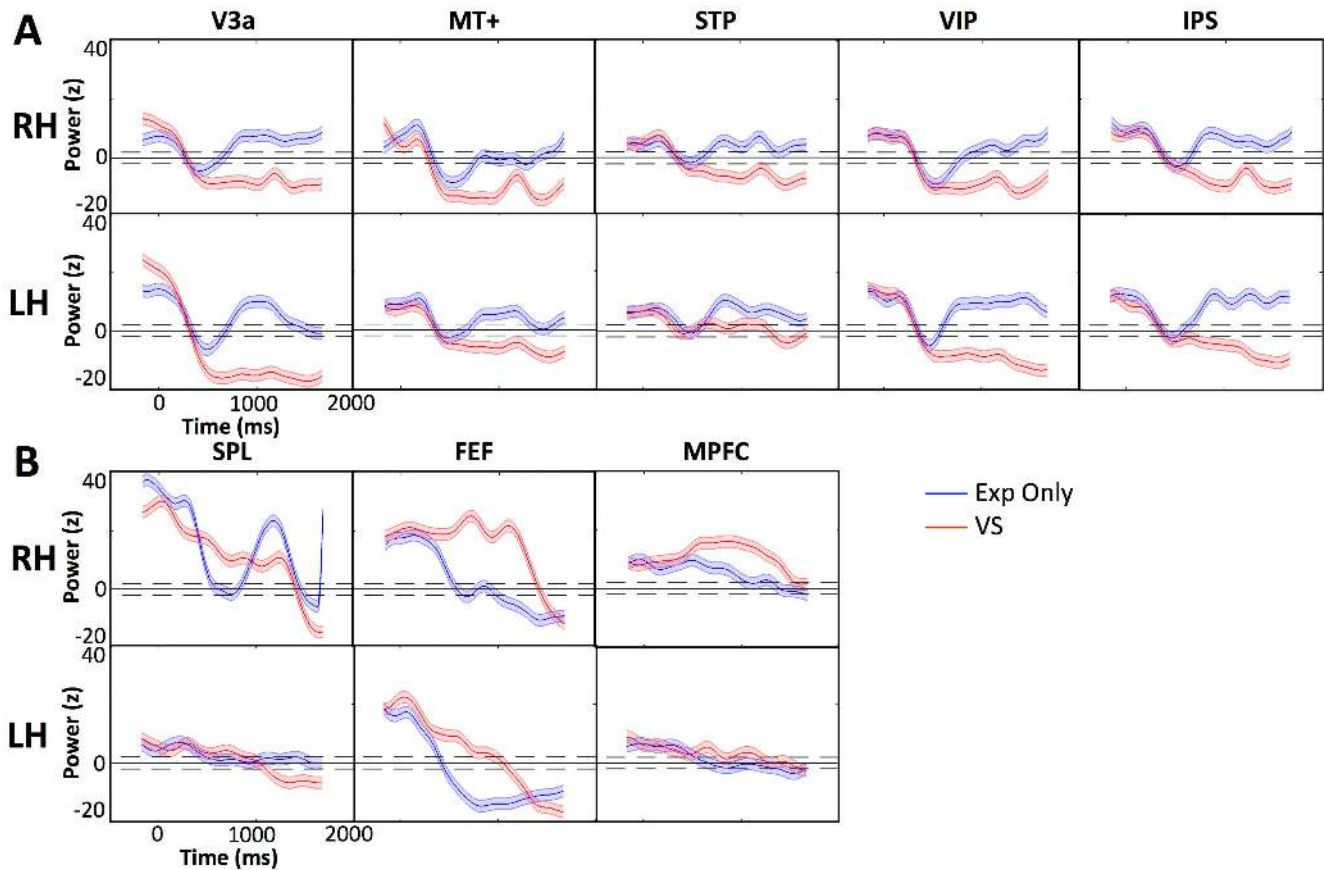 A
V3a MT+ STP VIP IPS
RH
Power (z)
40
0
-20
LH
Power (z)
40
0
-20
0 1000 2000
Time (ms)
B
SPL FEF MPFC
RH
Power (z)
40
0
-20
LH
Power (z)
40
0
-20
0 1000 2000
Time (ms)
Exp Only
VS